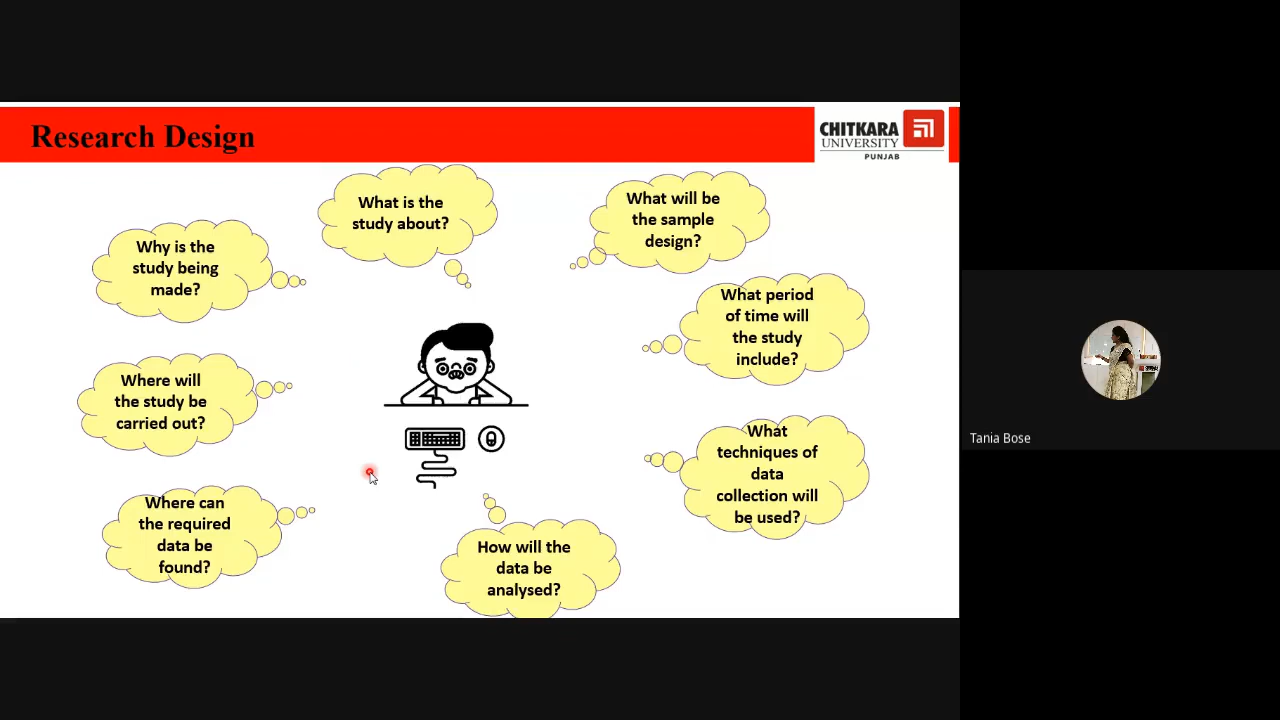 Research Design
CHITKARA
UNIVERSITY
PUNJAB
What is the
study about?
What will be
the sample
design?
Why is the
study being
made?
What period
of time will
the study
include?
Where will
the study be
carried out?
What
techniques of
data
collection will
be used?
Where can
the required
data be
found?
How will the
data be
analysed?
Tania Bose